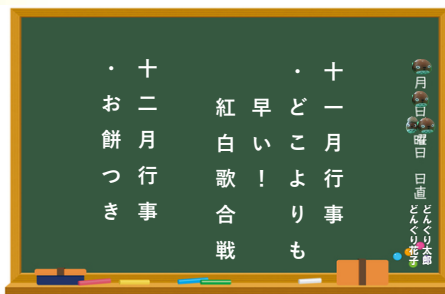 月 日 曜日 日直
どんぐり太郎
どんぐり花子
十一月行事
・どこよりも
早い!
紅白歌合戦
十二月行事
・お餅つき